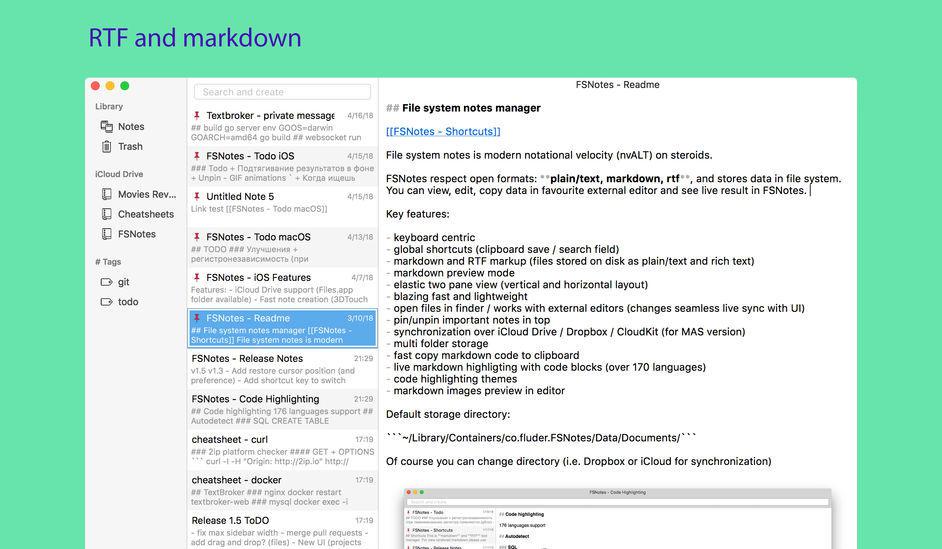 RTF and markdown
FSNotes - Readme
Library
Notes
Trash
iCloud Drive
Movies Rev...
Cheatsheets
FSNotes
# Tags
git
todo
Search and create
Textbroker - private message 4/16/18
## build go server env GOOS=darwin
GOARCH=amd64 go build ## websocket run
FSNotes - Todo iOS 4/15/18
### Todo + Подтягивание результатов в фоне
+ Unpin - GIF animations ` + Когда ищешь
Untitled Note 5 4/15/18
Link test [[FSNotes - Todo macOS]]
FSNotes - Todo macOS 4/13/18
## TODO ### Улучшения +
регистронезависимость (при
FSNotes - iOS Features 4/7/18
Features: - iCloud Drive support (Files.app
folder available) - Fast note creation (3DTouch
FSNotes - Readme 3/10/18
## File system notes manager [[FSNotes -
Shortcuts]] File system notes is modern
FSNotes - Release Notes 21:29
v1.5 v1.3 - Add restore cursor position (and
preference) - Add shortcut key to switch
FSNotes - Code Highlighting 21:29
## Code highlighting 176 languages support ##
Autodetect ### SQL CREATE TABLE
cheatsheet - curl 17:19
### 2ip platform checker #### GET + OPTIONS
``` curl -I -H "Origin: http://2ip.io" http://
cheatsheet - docker 17:19
## TextBroker ### nginx docker restart
textbroker-web ### mysql docker exec -i
Release 1.5 ToDO 17:19
- fix max sidebar width - merge pull requests -
add drag and drop? (files) - New UI (projects
## File system notes manager
[[FSNotes - Shortcuts]]
File system notes is modern notational velocity (nvALT) on steroids.
FSNotes respect open formats: **plain/text, markdown, rtf**, and stores data in file system.
You can view, edit, copy data in favourite external editor and see live result in FSNotes.
Key features:
- keyboard centric
- global shortcuts (clipboard save / search field)
- markdown and RTF markup (files stored on disk as plain/text and rich text)
- markdown preview mode
- elastic two pane view (vertical and horizontal layout)
- blazing fast and lightweight
- open files in finder / works with external editors (changes seamless live sync with UI)
- pin/unpin important notes in top
- synchronization over iCloud Drive / Dropbox / CloudKit (for MAS version)
- multi folder storage
- fast copy markdown code to clipboard
- live markdown highligting with code blocks (over 170 languages)
- code highlighting themes
- markdown images preview in editor
Default storage directory:
```~/Library/Containers/co.fluder.FSNotes/Data/Documents/```
Of course you can change directory (i.e. Dropbox or iCloud for synchronization)
FSNotes - Code Highlighting
Search and create
FSNotes - Todo
FSNotes - Shortcuts
## Code highlighting
176 languages support
## Autodetect
### SQL